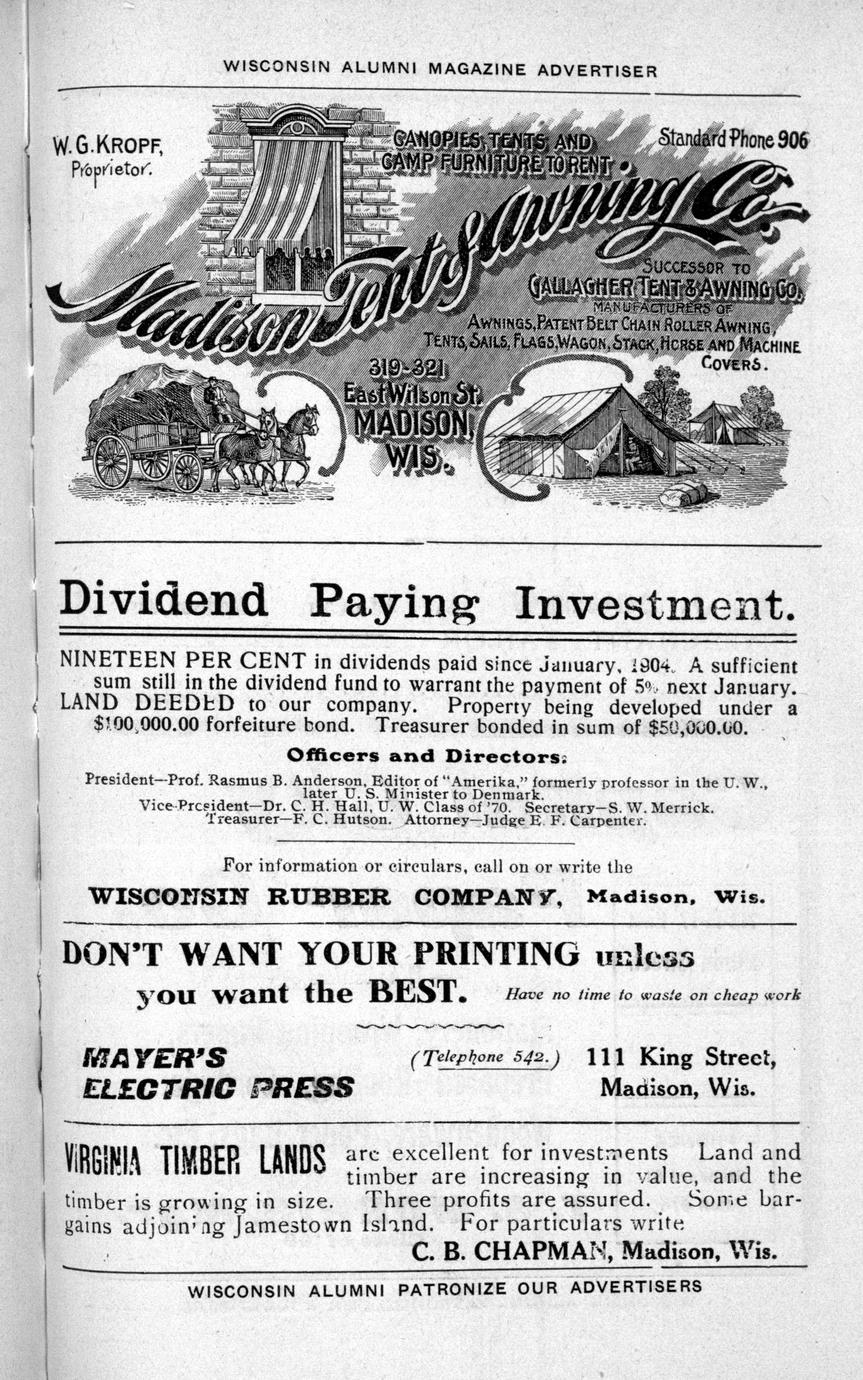 WISCONSIN ALUMNI MAGAZINE ADVERTISER
W. G. KROPF,
Proprietor.
CANOPIES, TENTS, AND
CAMP FURNITURE TO RENT
Standard Phone 906
Madison Tent & Awning Co.
SUCCESSOR TO
GALLAGHER TENT & AWNING CO.
MANUFACTURERS OF
AWNINGS, PATENT BELT CHAIN ROLLER AWNING,
TENTS, SAILS, FLAGS, WAGON, STACK, HORSE AND MACHINE
COVERS.
319-321
East Wilson St.
MADISON,
WIS.
Dividend Paying Investment.
NINETEEN PER CENT in dividends paid since January, 1904. A sufficient
sum still in the dividend fund to warrant the payment of 5% next January.
LAND DEEDED to our company. Property being developed under a
$100,000.00 forfeiture bond. Treasurer bonded in sum of $50,000.00.
Officers and Directors:
President—Prof. Rasmus B. Anderson, Editor of "Amerika," formerly professor in the U. W.,
later U. S. Minister to Denmark.
Vice-President—Dr. C. H. Hall, U. W. Class of '70. Secretary—S. W. Merrick.
Treasurer—F. C. Hutson. Attorney—Judge E. F. Carpenter.
For information or circulars, call on or write the
WISCONSIN RUBBER COMPANY, Madison, Wis.
DON'T WANT YOUR PRINTING unless
you want the BEST. Have no time to waste on cheap work
MAYER'S (Telephone 542.) 111 King Street,
ELECTRIC PRESS Madison, Wis.
VIRGINIA TIMBER LANDS are excellent for investments Land and
timber are increasing in value, and the
timber is growing in size. Three profits are assured. Some bar-
gains adjoining Jamestown Island. For particulars write
C. B. CHAPMAN, Madison, Wis.
WISCONSIN ALUMNI PATRONIZE OUR ADVERTISERS